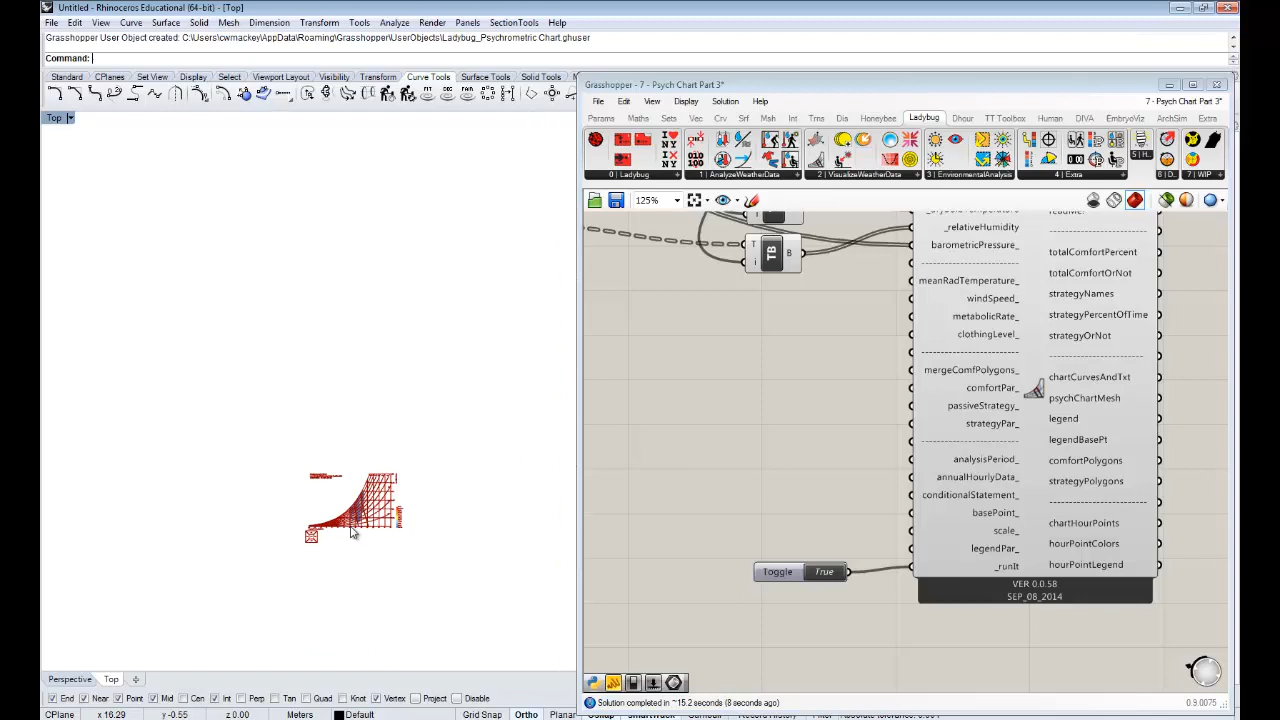 Untitled - Rhinoceros Educational (64-bit) - [Top]
File Edit View Curve Surface Solid Mesh Dimension Transform Tools Analyze Render Panels SectionTools Help
Grasshopper User Object created: C:\Users\cwmackey\AppData\Roaming\Grasshopper\UserObjects\Ladybug_Psychrometric Chart.ghuser
Command:
Standard CPlanes Set View Display Select Viewport Layout Visibility Transform Curve Tools Surface Tools Solid Tools
Top
Grasshopper - 7 - Psych Chart Part 3*
File Edit View Display Solution Help 7 - Psych Chart Part 3*
Params Maths Sets Vec Crv Srf Msh Int Trns Dis Honeybee Ladybug Dhour TT Toolbox Human DIVA EmbryoViz ArchSim Extra
0 | Ladybug 1 | AnalyzeWeatherData 2 | VisualizeWeatherData 3 | EnvironmentalAnalysis 4 | Extra 5 | H... 6 | D... 7 | WIP
125%
_relativeHumidity
barometricPressure_
meanRadTemperature_
windSpeed_
metabolicRate_
clothingLevel_
mergeComfPolygons_
comfortPar_
passiveStrategy_
strategyPar_
analysisPeriod_
annualHourlyData_
conditionalStatement_
basePoint_
scale_
legendPar_
_runIt
T
i
TB
B
totalComfortPercent
totalComfortOrNot
strategyNames
strategyPercentOfTime
strategyOrNot
chartCurvesAndTxt
psychChartMesh
legend
legendBasePt
comfortPolygons
strategyPolygons
chartHourPoints
hourPointColors
hourPointLegend
Toggle True
VER 0.0.58
SEP_08_2014
Perspective Top
End Near Point Mid Cen Int Perp Tan Quad Knot Vertex Project Disable
Solution completed in ~15.2 seconds (8 seconds ago) 0.9.0075
CPlane x 16.29 y -0.55 z 0.00 Meters Default Grid Snap Ortho Planar